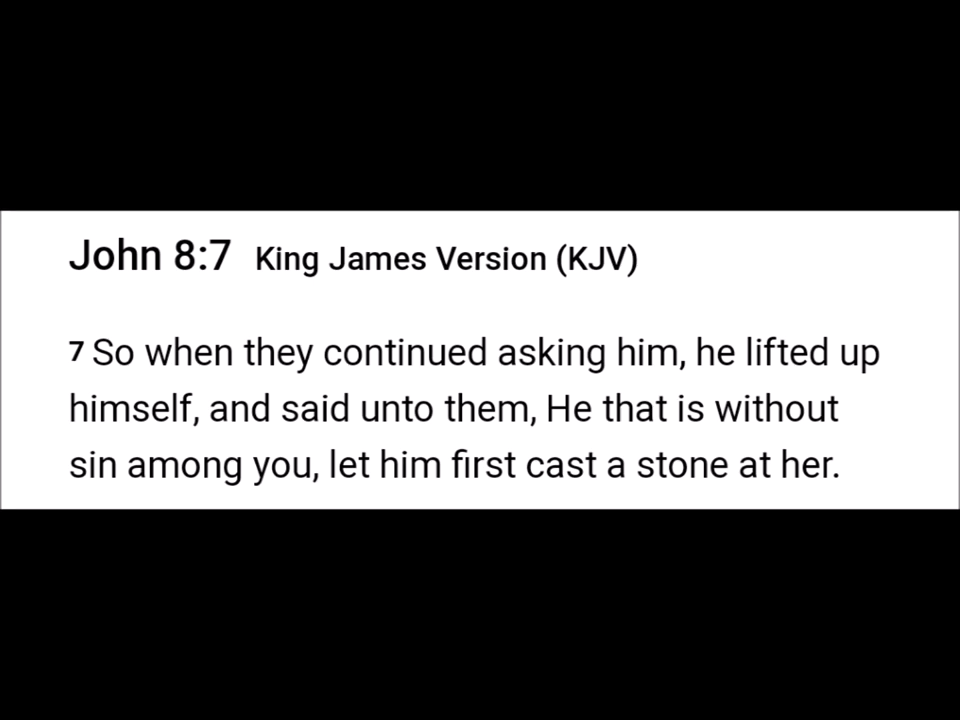 John 8:7 King James Version (KJV)
7 So when they continued asking him, he lifted up
himself, and said unto them, He that is without
sin among you, let him first cast a stone at her.